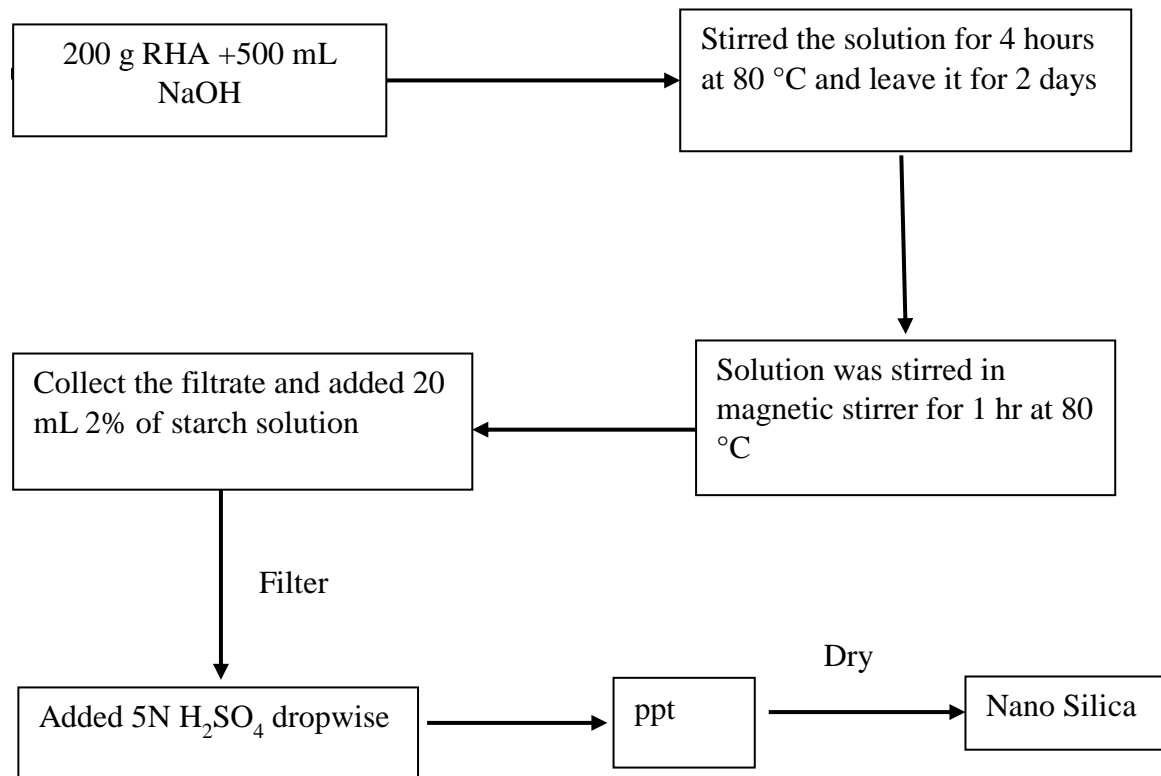 200 g RHA +500 mL
NaOH
Stirred the solution for 4 hours
at 80 °C and leave it for 2 days
Solution was stirred in
magnetic stirrer for 1 hr at 80
°C
Collect the filtrate and added 20
mL 2% of starch solution
Filter
Added 5N H₂SO₄ dropwise
ppt
Dry
Nano Silica